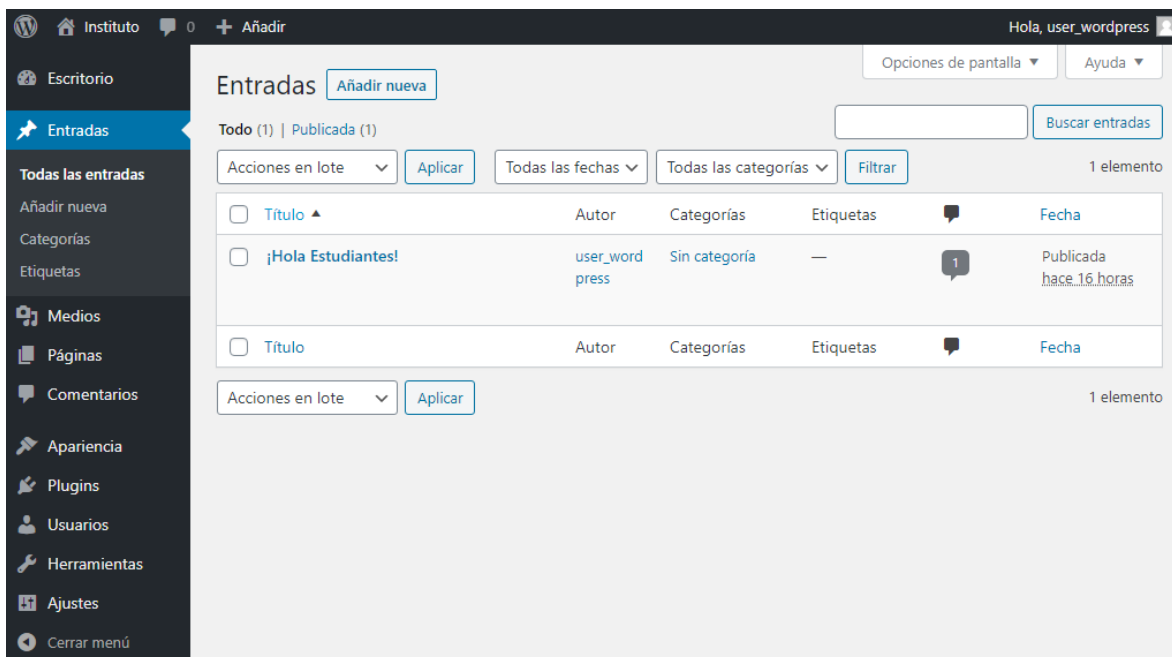 Instituto 0 Añadir Hola, user_wordpress
Opciones de pantalla Ayuda
Escritorio
Entradas
Todas las entradas
Añadir nueva
Categorías
Etiquetas
Medios
Páginas
Comentarios
Apariencia
Plugins
Usuarios
Herramientas
Ajustes
Cerrar menú
Entradas Añadir nueva
Todo (1) | Publicada (1)
Buscar entradas
Acciones en lote Aplicar Todas las fechas Todas las categorías Filtrar 1 elemento
Título Autor Categorías Etiquetas Fecha
¡Hola Estudiantes! user_word Sin categoría — 1 Publicada
press hace 16 horas
Título Autor Categorías Etiquetas Fecha
Acciones en lote Aplicar 1 elemento